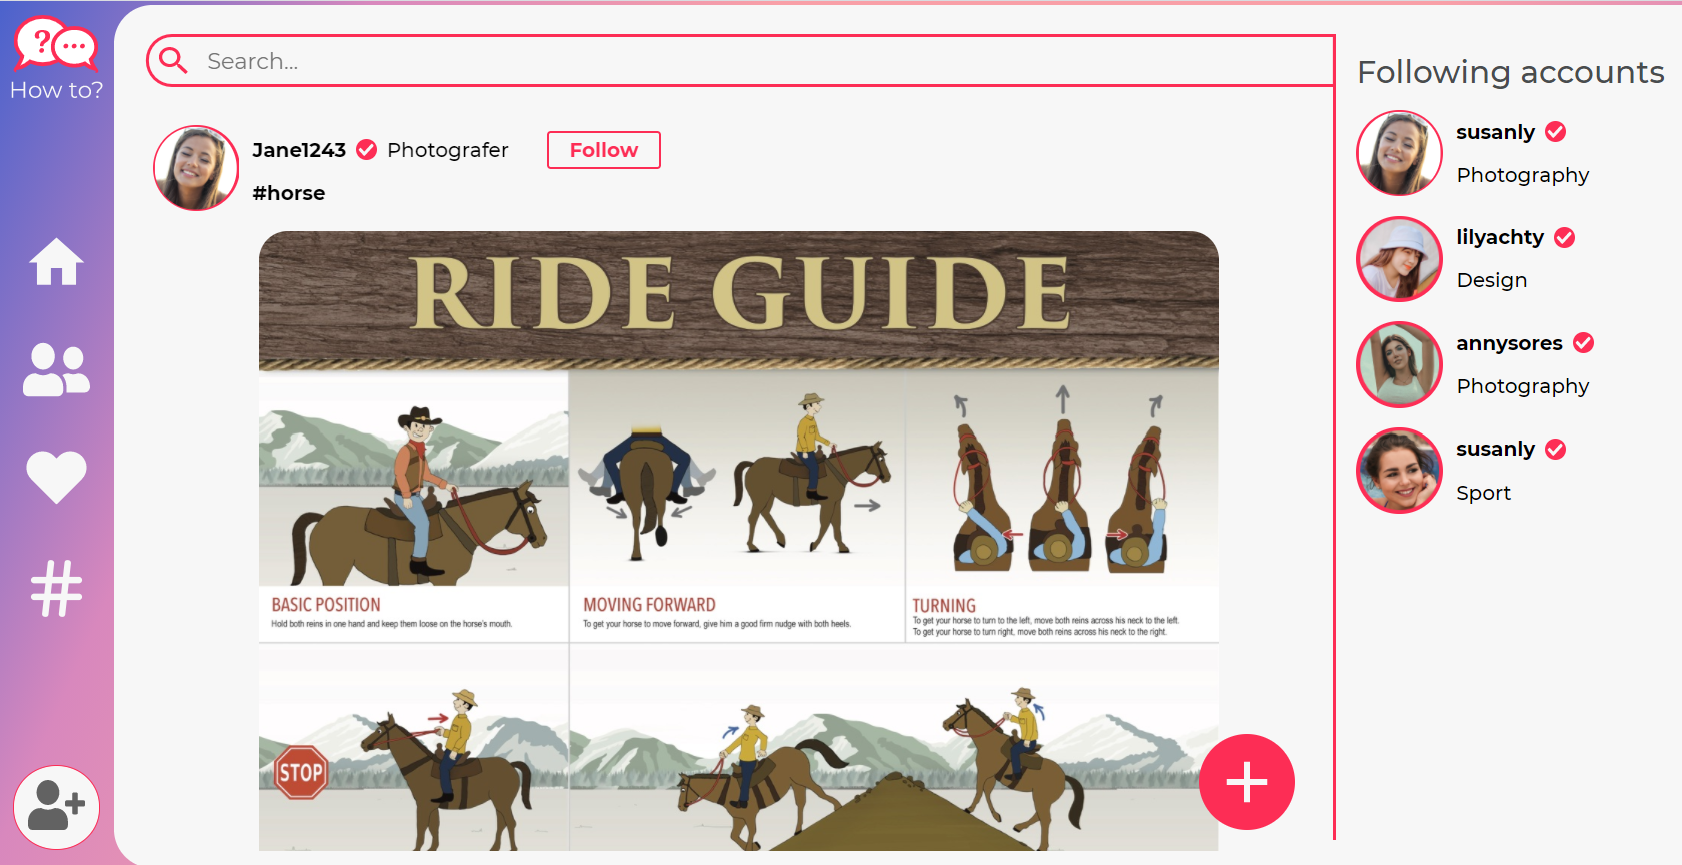 How to?
Search...
Jane1243 Photografer Follow
#horse
RIDE GUIDE
BASIC POSITION
Hold both reins in one hand and keep them loose on the horse's mouth.
MOVING FORWARD
To get your horse to move forward, give him a good firm nudge with both heels.
TURNING
To get your horse to turn to the left, move both reins across his neck to the left.
To get your horse to turn right, move both reins across his neck to the right.
STOP
Following accounts
susanly
Photography
lilyachty
Design
annysores
Photography
susanly
Sport